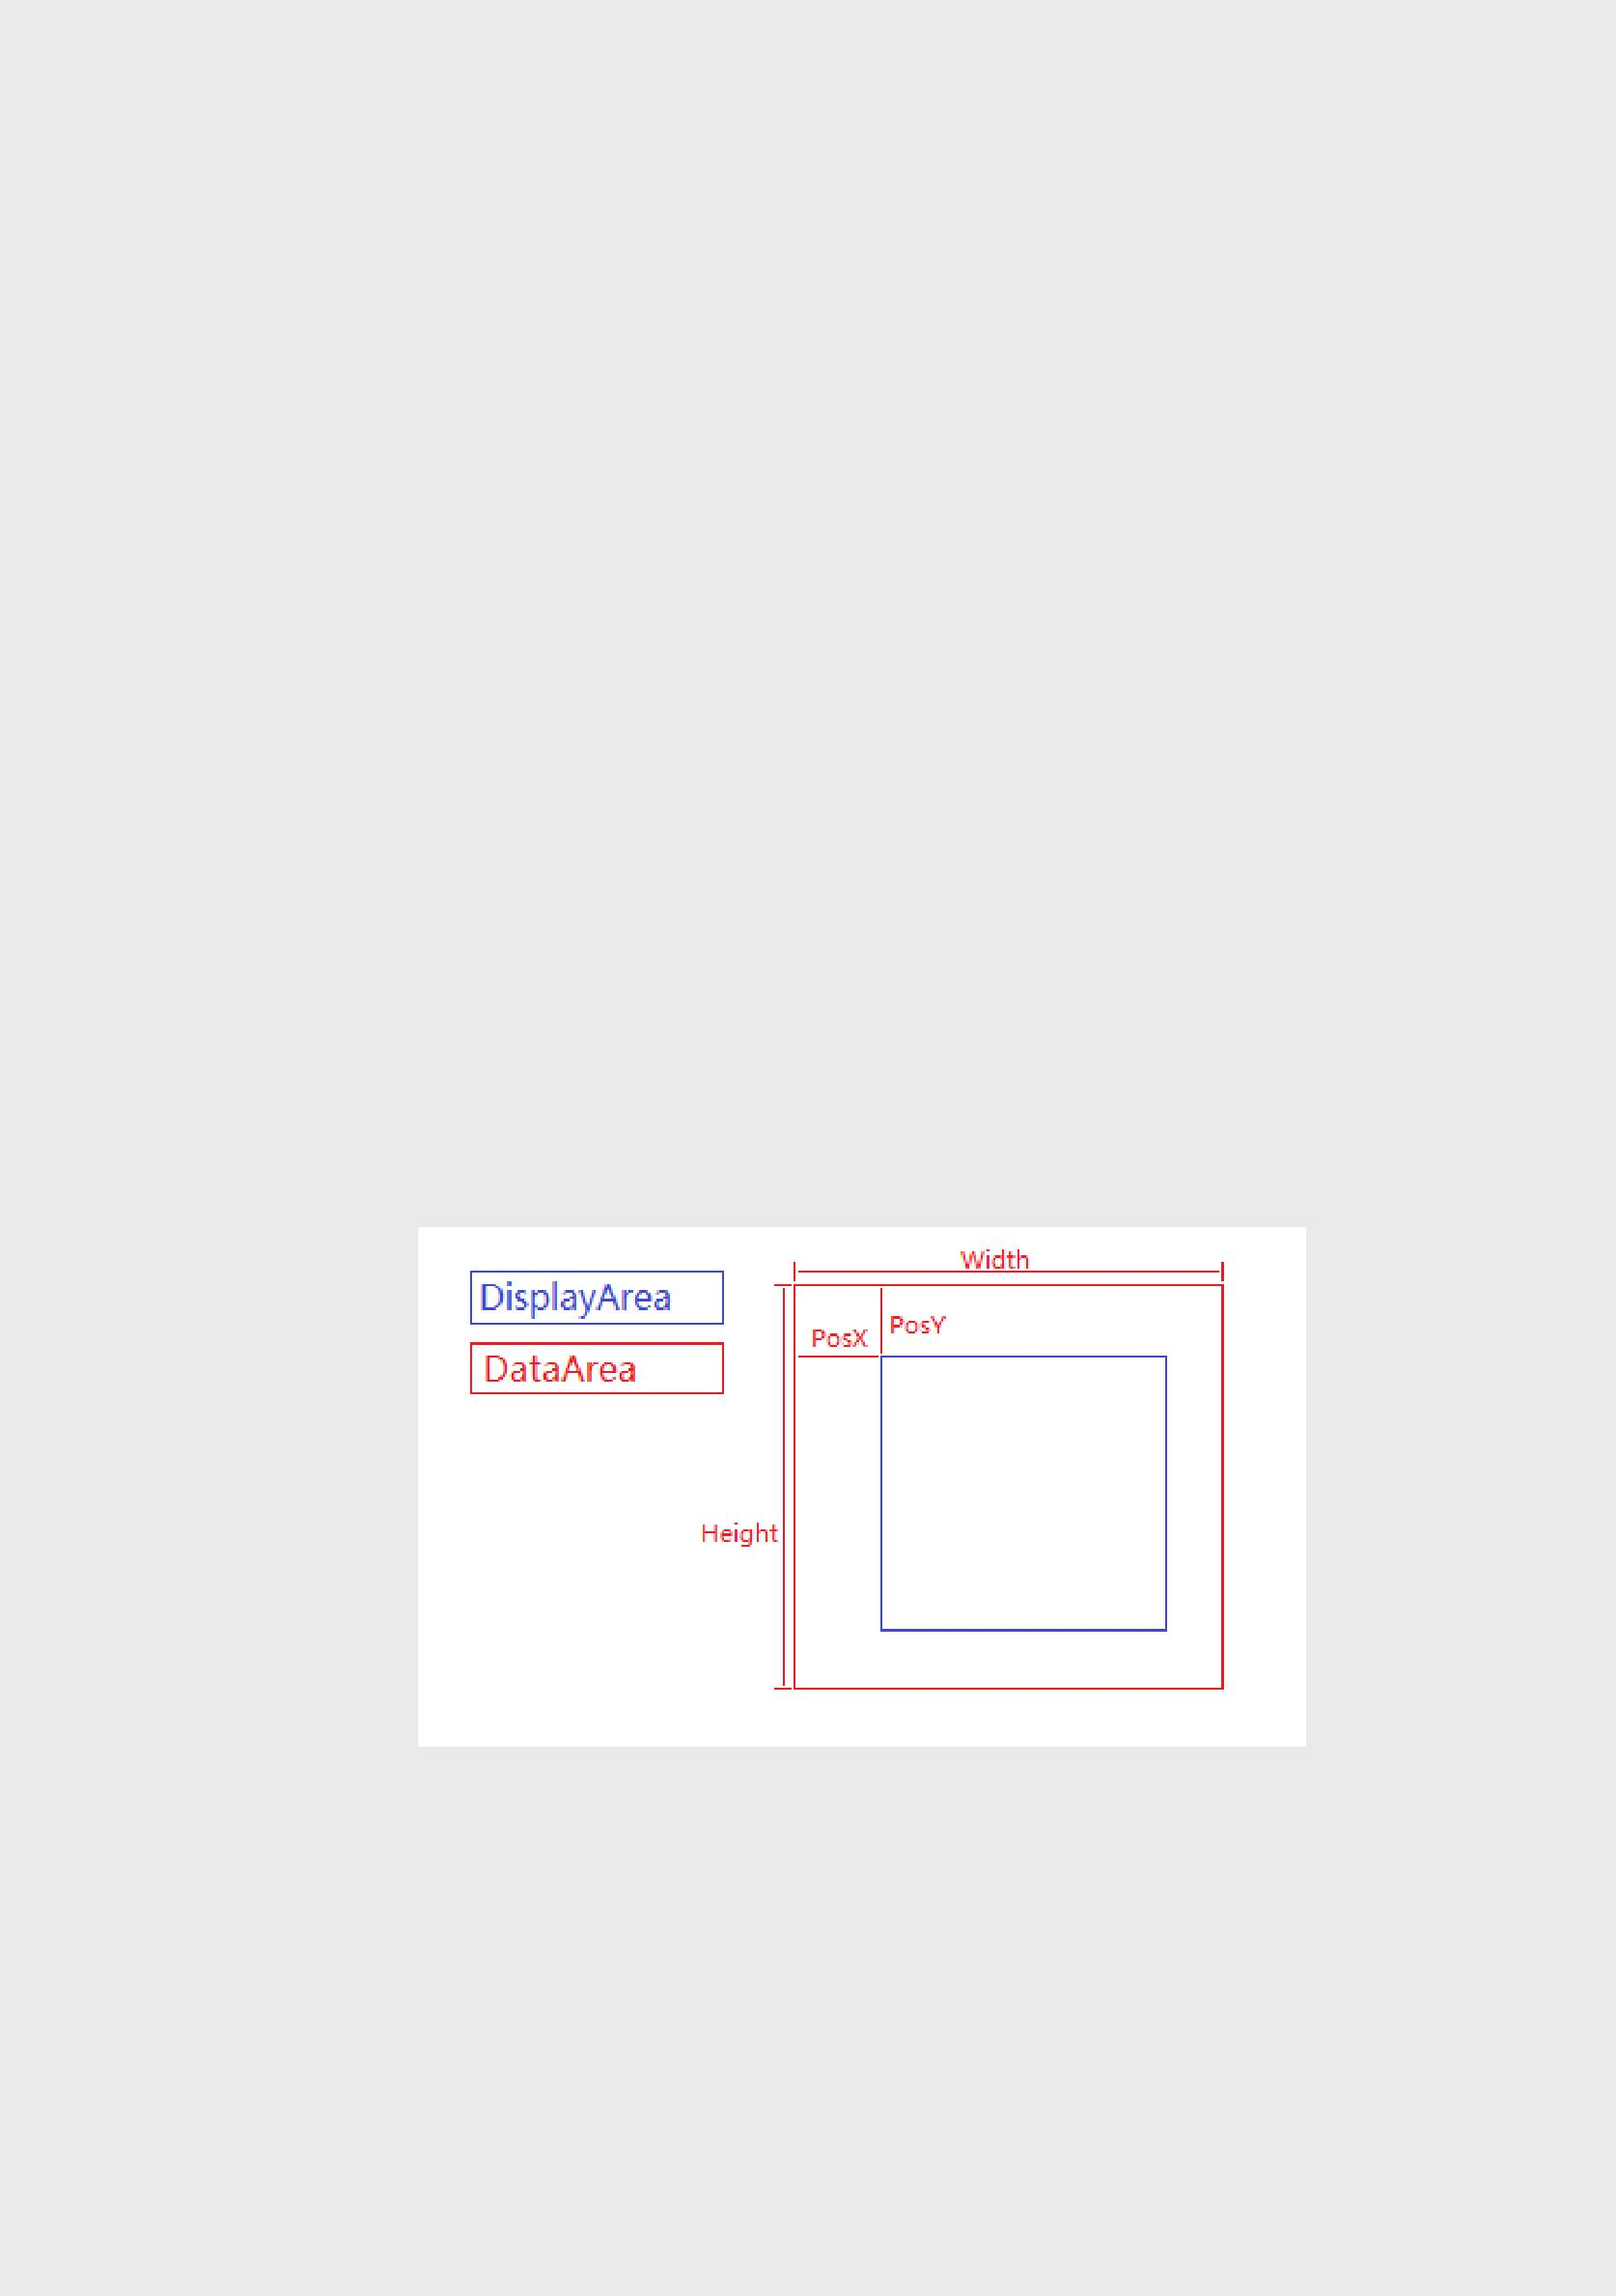 DisplayArea
DataArea
Width
PosX
PosY
Height